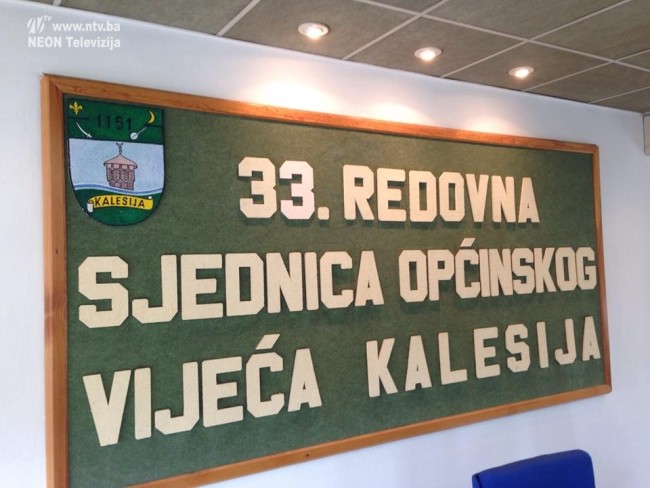 www.ntv.ba
NEON Televizija
1151
KALESIJA
33. REDOVNA
SJEDNICA OPĆINSKOG
VIJEĆA KALESIJA